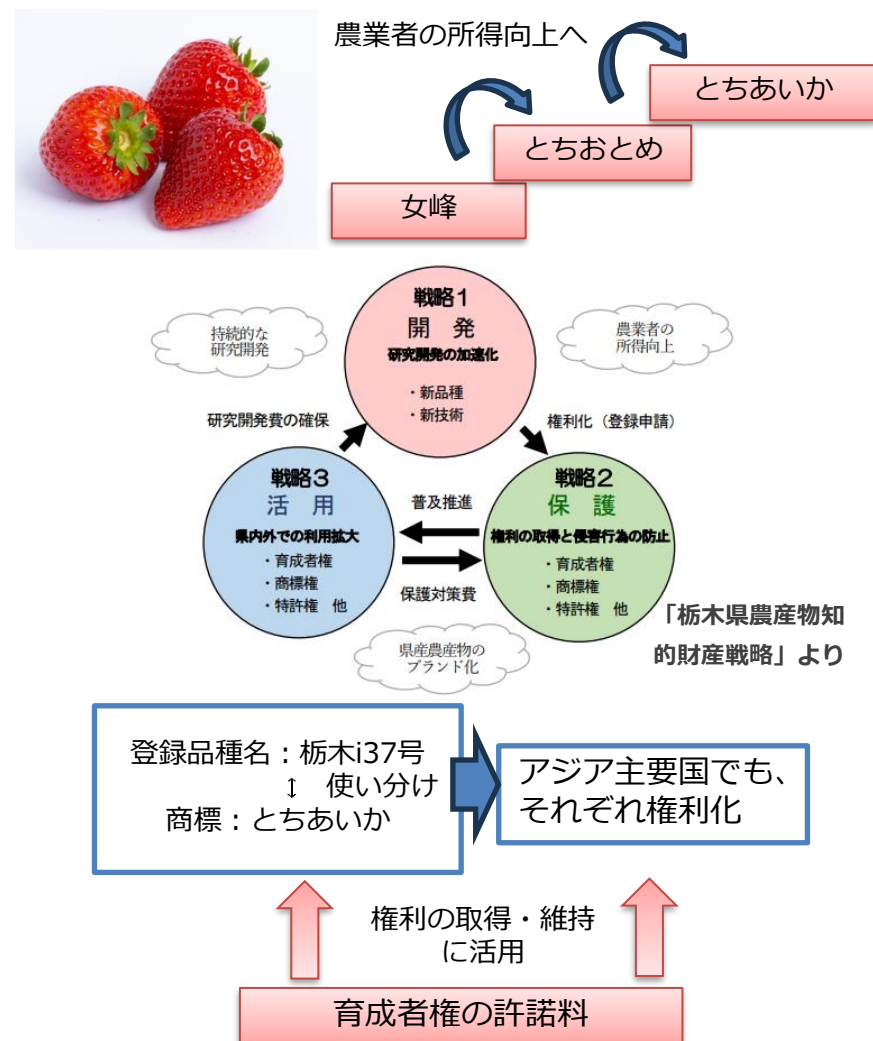 農業者の所得向上へ
とちあいか
とちおとめ
女峰
戦略1
開 発
研究開発の加速化
・新品種
・新技術
持続的な
研究開発
農業者の
所得向上
研究開発費の確保
権利化（登録申請）
戦略3
活 用
県内外での利用拡大
・育成者権
・商標権
・特許権 他
普及推進
保護対策費
戦略2
保 護
権利の取得と侵害行為の防止
・育成者権
・商標権
・特許権 他
県産農産物の
ブランド化
「栃木県農産物知
的財産戦略」より
登録品種名：栃木i37号
↕ 使い分け
商標：とちあいか
アジア主要国でも、
それぞれ権利化
権利の取得・維持
に活用
育成者権の許諾料